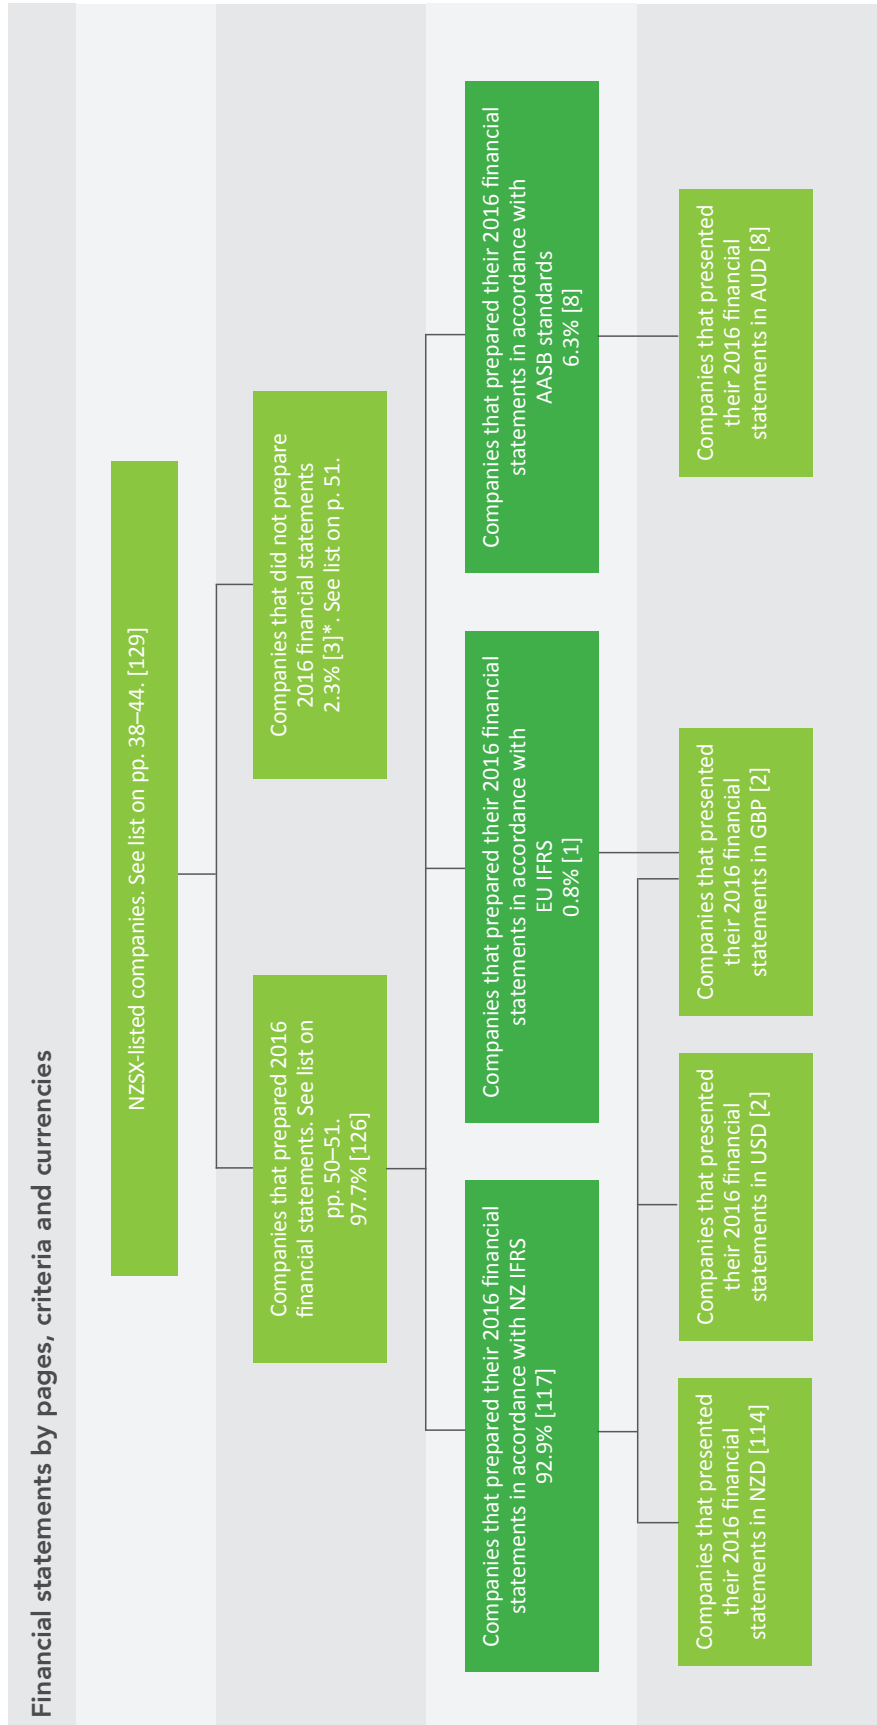 Financial statements by pages, criteria and currencies
NZSX-listed companies. See list on pp. 38–44. [129]
Companies that prepared 2016
financial statements. See list on
pp. 50–51.
97.7% [126]
Companies that did not prepare
2016 financial statements
2.3% [3]*. See list on p. 51.
Companies that prepared their 2016 financial
statements in accordance with NZ IFRS
92.9% [117]
Companies that prepared their 2016 financial
statements in accordance with
EU IFRS
0.8% [1]
Companies that prepared their 2016 financial
statements in accordance with
AASB standards
6.3% [8]
Companies that presented
their 2016 financial
statements in NZD [114]
Companies that presented
their 2016 financial
statements in USD [2]
Companies that presented
their 2016 financial
statements in GBP [2]
Companies that presented
their 2016 financial
statements in AUD [8]